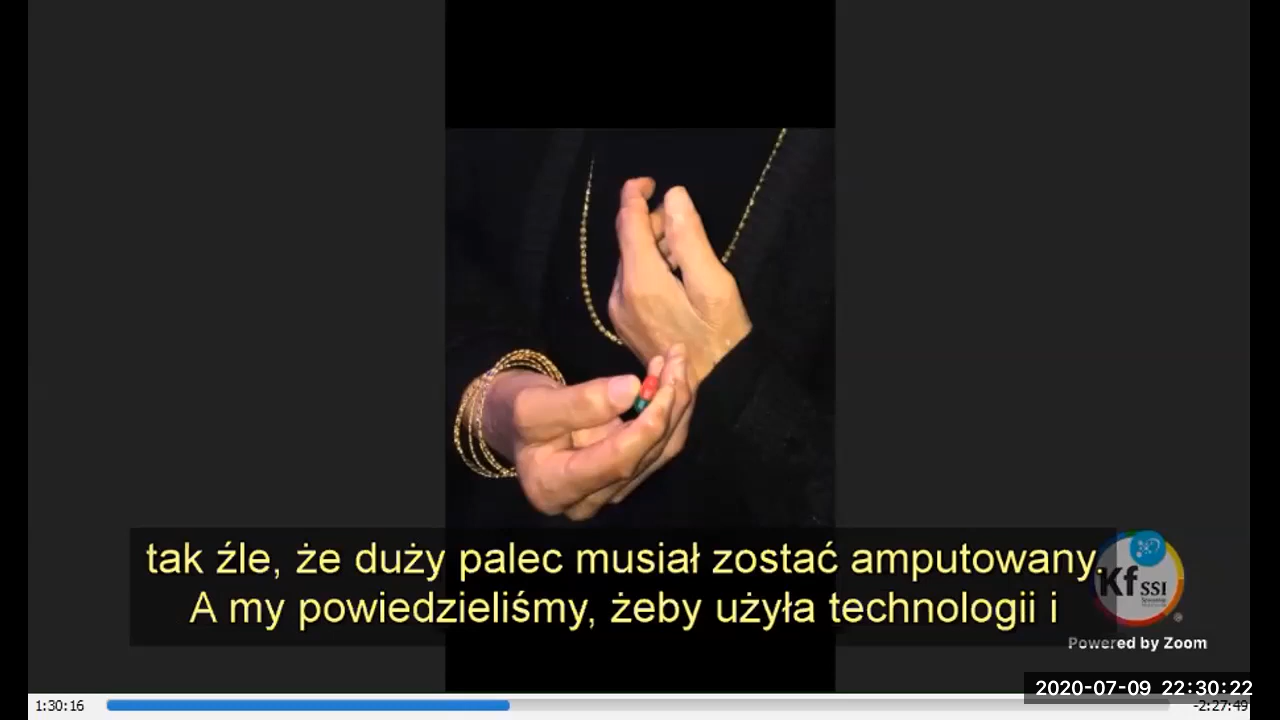 tak źle, że duży palec musiał zostać amputowany.
A my powiedzieliśmy, żeby użyła technologii i
Kf SSI
®
Powered by Zoom
2020-07-09 22:30:22
1:30:16
-2:27:49